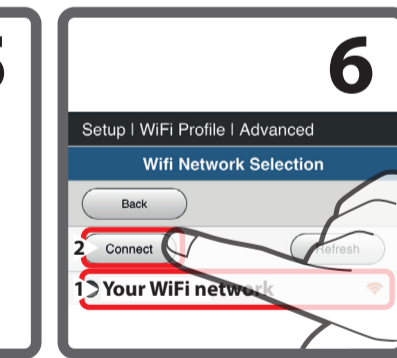 6
Setup | WiFi Profile | Advanced
Wifi Network Selection
Back
2 Connect Refresh
1 Your WiFi network